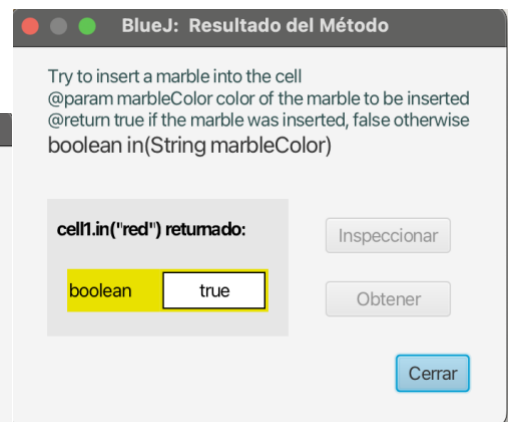 BlueJ: Resultado del Método
Try to insert a marble into the cell
@param marbleColor color of the marble to be inserted
@return true if the marble was inserted, false otherwise
boolean in(String marbleColor)
cell1.in("red") returnado:
Inspeccionar
boolean true
Obtener
Cerrar